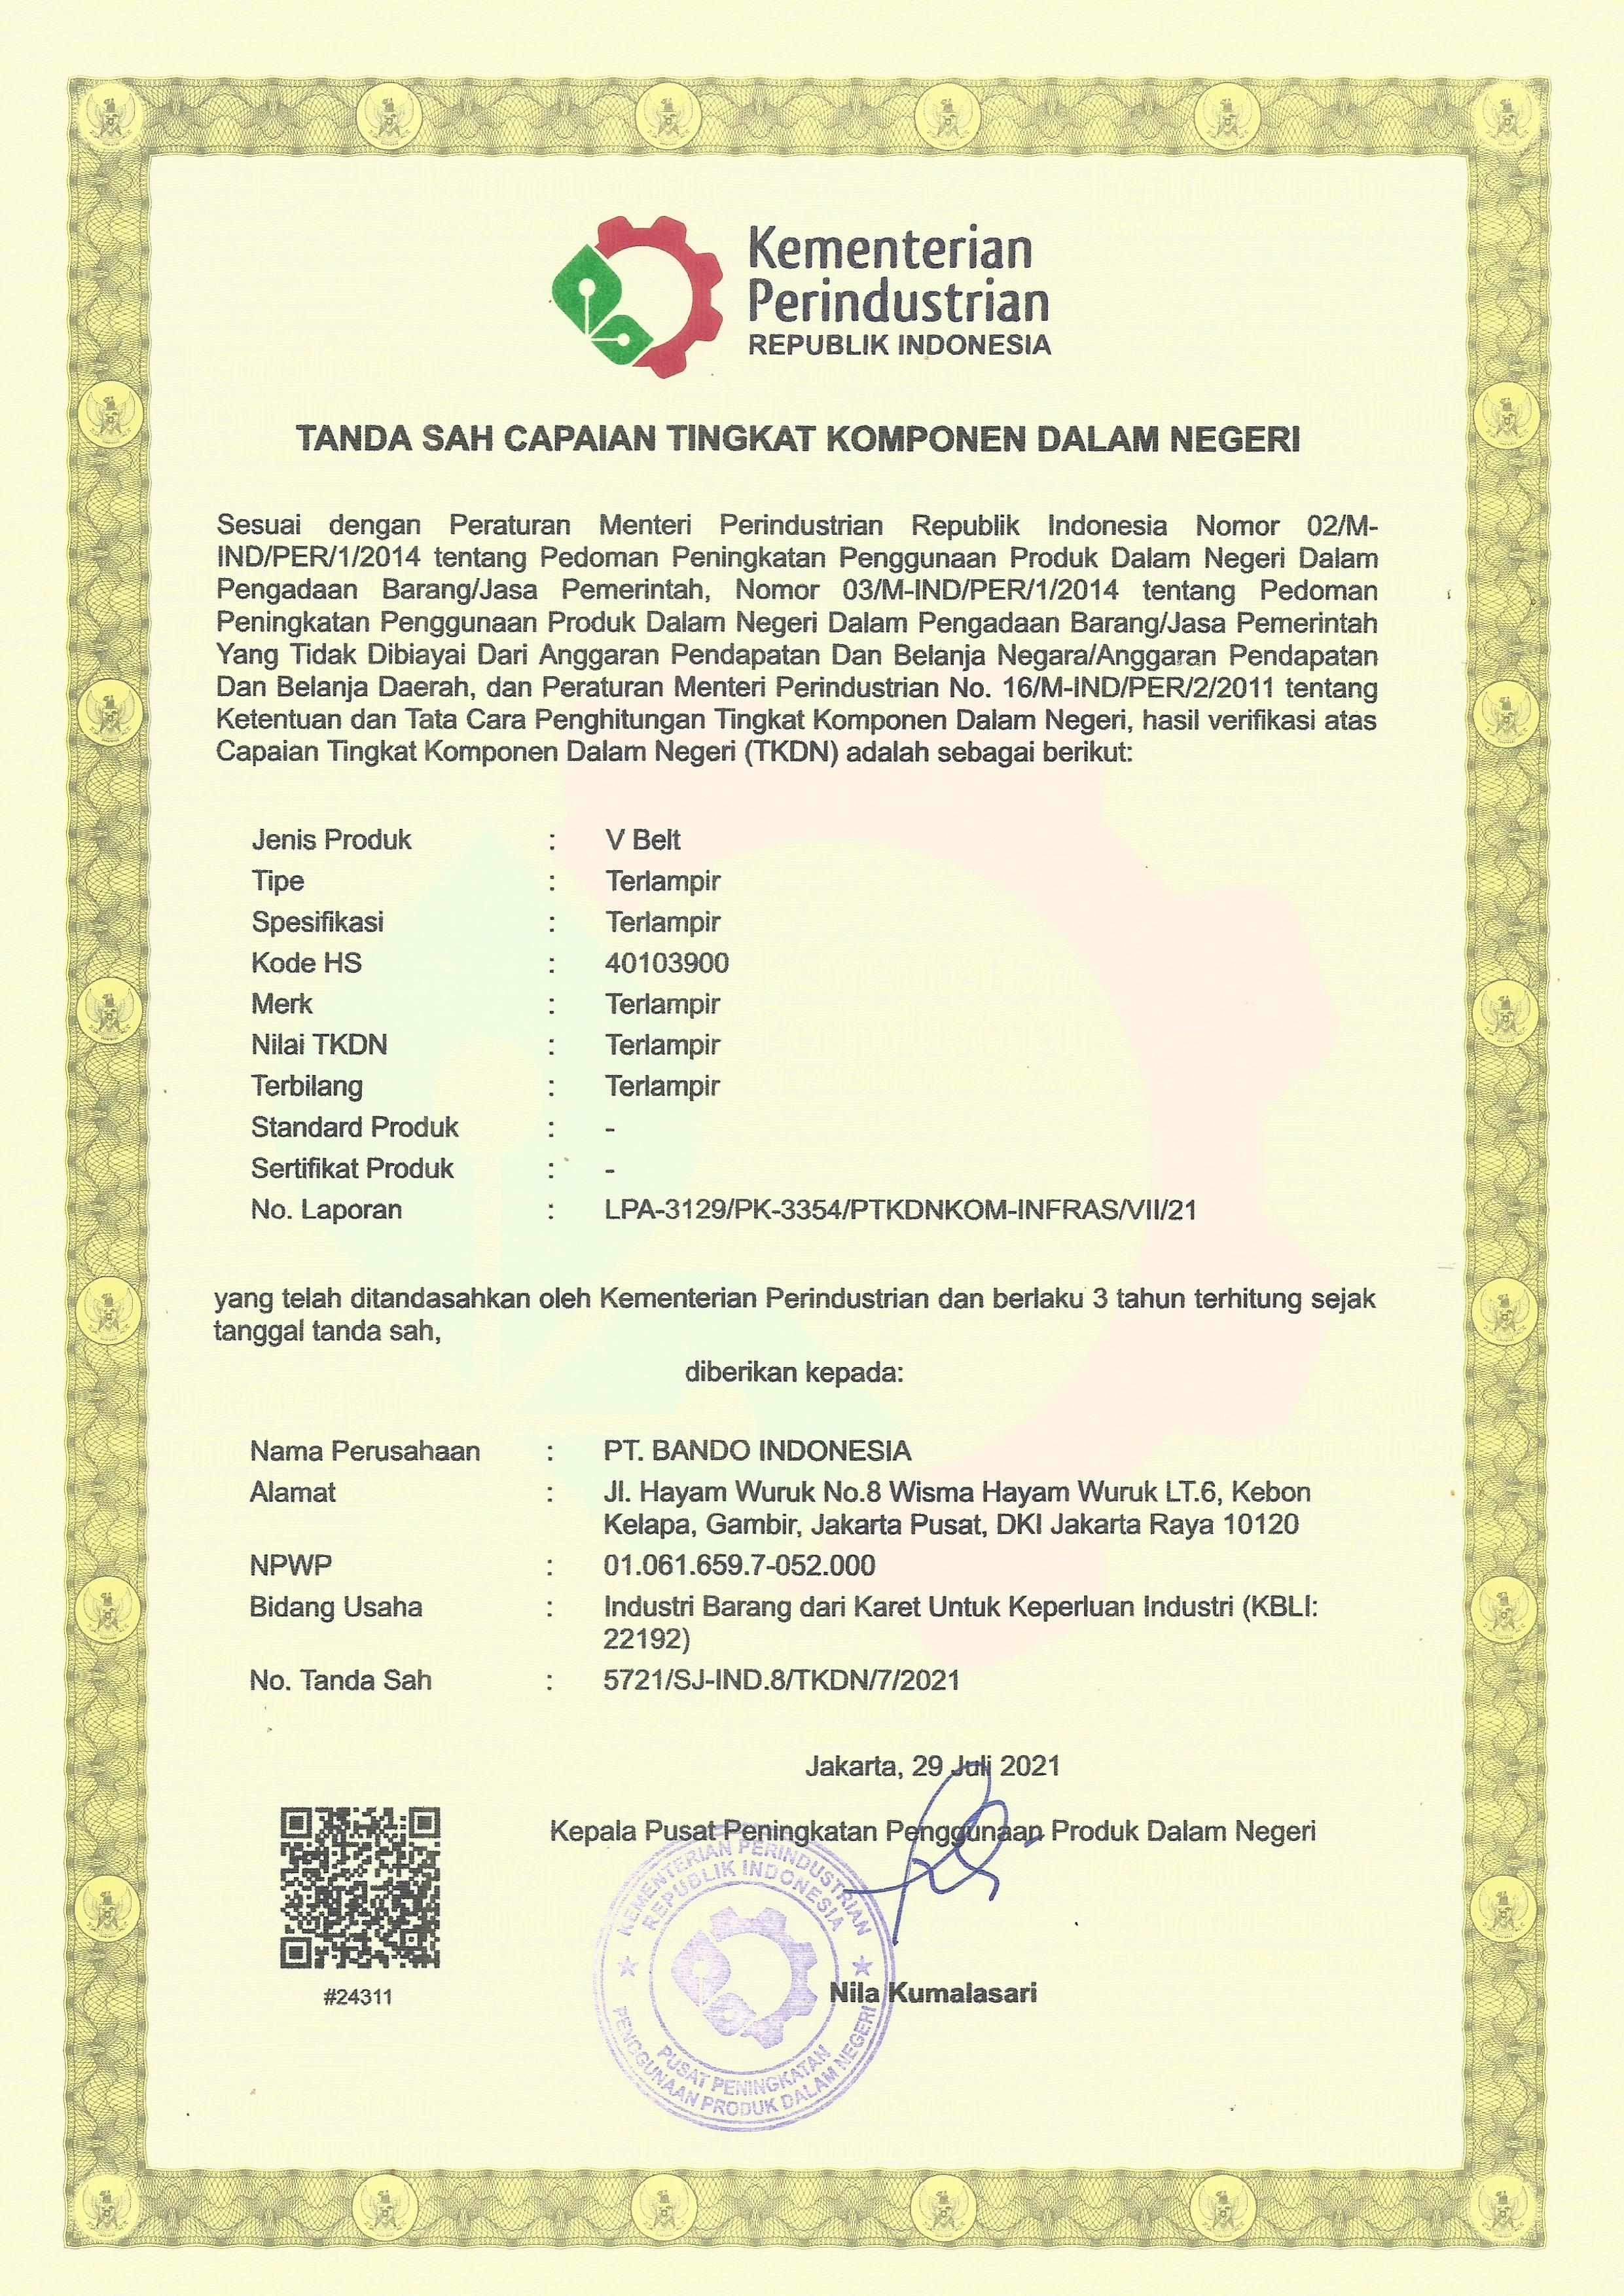 Kementerian
Perindustrian
REPUBLIK INDONESIA
TANDA SAH CAPAIAN TINGKAT KOMPONEN DALAM NEGERI
Sesuai dengan Peraturan Menteri Perindustrian Republik Indonesia Nomor 02/M-
IND/PER/1/2014 tentang Pedoman Peningkatan Penggunaan Produk Dalam Negeri Dalam
Pengadaan Barang/Jasa Pemerintah, Nomor 03/M-IND/PER/1/2014 tentang Pedoman
Peningkatan Penggunaan Produk Dalam Negeri Dalam Pengadaan Barang/Jasa Pemerintah
Yang Tidak Dibiayai Dari Anggaran Pendapatan Dan Belanja Negara/Anggaran Pendapatan
Dan Belanja Daerah, dan Peraturan Menteri Perindustrian No. 16/M-IND/PER/2/2011 tentang
Ketentuan dan Tata Cara Penghitungan Tingkat Komponen Dalam Negeri, hasil verifikasi atas
Capaian Tingkat Komponen Dalam Negeri (TKDN) adalah sebagai berikut:
Jenis Produk : V Belt
Tipe : Terlampir
Spesifikasi : Terlampir
Kode HS : 40103900
Merk : Terlampir
Nilai TKDN : Terlampir
Terbilang : Terlampir
Standard Produk : -
Sertifikat Produk : -
No. Laporan : LPA-3129/PK-3354/PTKDNKOM-INFRAS/VII/21
yang telah ditandasahkan oleh Kementerian Perindustrian dan berlaku 3 tahun terhitung sejak
tanggal tanda sah,
diberikan kepada:
Nama Perusahaan : PT. BANDO INDONESIA
Alamat : Jl. Hayam Wuruk No.8 Wisma Hayam Wuruk LT.6, Kebon
Kelapa, Gambir, Jakarta Pusat, DKI Jakarta Raya 10120
NPWP : 01.061.659.7-052.000
Bidang Usaha : Industri Barang dari Karet Untuk Keperluan Industri (KBLI:
22192)
No. Tanda Sah : 5721/SJ-IND.8/TKDN/7/2021
Jakarta, 29 Juli 2021
Kepala Pusat Peningkatan Penggunaan Produk Dalam Negeri
KEMENTERIAN PERINDUSTRIAN
REPUBLIK INDONESIA
PUSAT PENINGKATAN
PENGGUNAAN PRODUK DALAM NEGERI
Nila Kumalasari
#24311